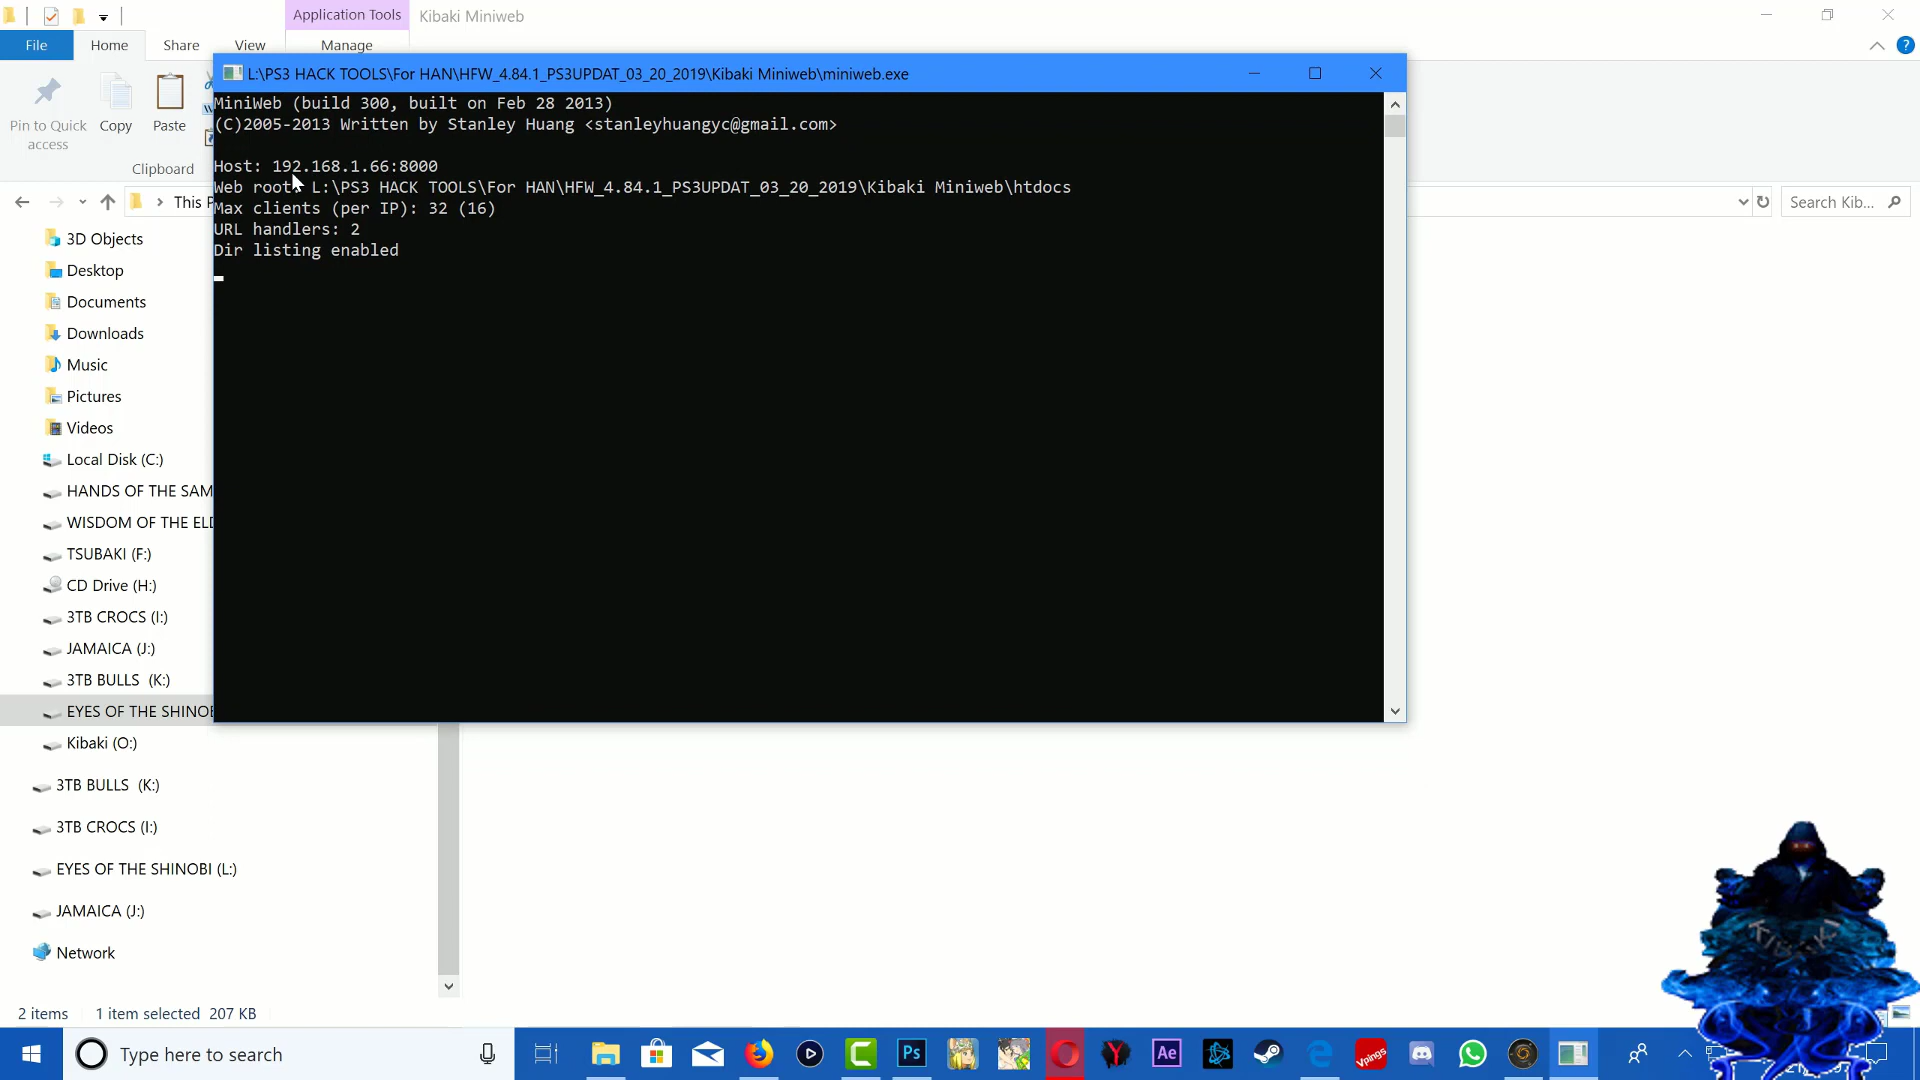 Application Tools
Kibaki Miniweb
File
Home
Share
View
Manage
Pin to Quick
access
Copy
Paste
Clipboard
L:\PS3 HACK TOOLS\For HAN\HFW_4.84.1_PS3UPDAT_03_20_2019\Kibaki Miniweb\miniweb.exe
MiniWeb (build 300, built on Feb 28 2013)
(C)2005-2013 Written by Stanley Huang <stanleyhuangyc@gmail.com>
Host: 192.168.1.66:8000
Web root: L:\PS3 HACK TOOLS\For HAN\HFW_4.84.1_PS3UPDAT_03_20_2019\Kibaki Miniweb\htdocs
Max clients (per IP): 32 (16)
URL handlers: 2
Dir listing enabled
This P
Search Kib...
3D Objects
Desktop
Documents
Downloads
Music
Pictures
Videos
Local Disk (C:)
HANDS OF THE SAM
WISDOM OF THE ELD
TSUBAKI (F:)
CD Drive (H:)
3TB CROCS (I:)
JAMAICA (J:)
3TB BULLS (K:)
EYES OF THE SHINOB
Kibaki (O:)
3TB BULLS (K:)
3TB CROCS (I:)
EYES OF THE SHINOBI (L:)
JAMAICA (J:)
Network
2 items
1 item selected 207 KB
Type here to search
Ps
Ae
Vpings